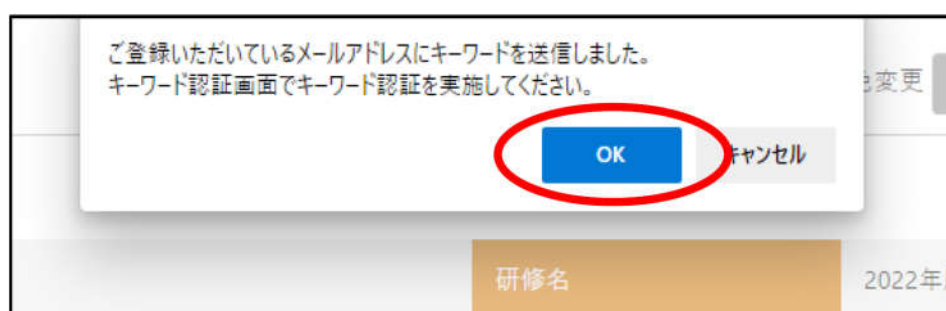 ご登録いただいているメールアドレスにキーワードを送信しました。
キーワード認証画面でキーワード認証を実施してください。
変更
OK
キャンセル
研修名
2022年